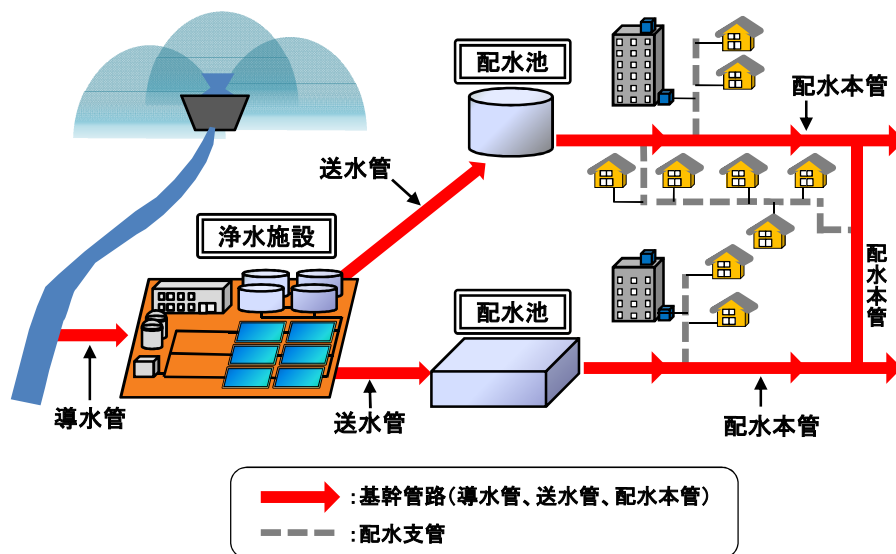 配水池
配水本管
送水管
浄水施設
配水本管
配水池
導水管
送水管
配水本管
:基幹管路(導水管、送水管、配水本管)
:配水支管